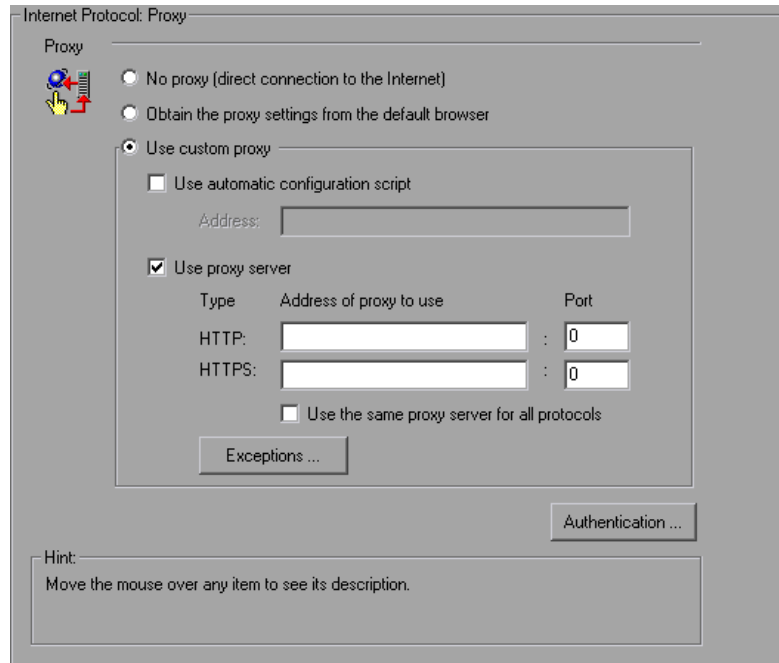 Internet Protocol: Proxy
Proxy
No proxy (direct connection to the Internet)
Obtain the proxy settings from the default browser
Use custom proxy
Use automatic configuration script
Address:
Use proxy server
Type Address of proxy to use Port
HTTP: : 0
HTTPS: : 0
Use the same proxy server for all protocols
Exceptions ...
Authentication ...
Hint:
Move the mouse over any item to see its description.